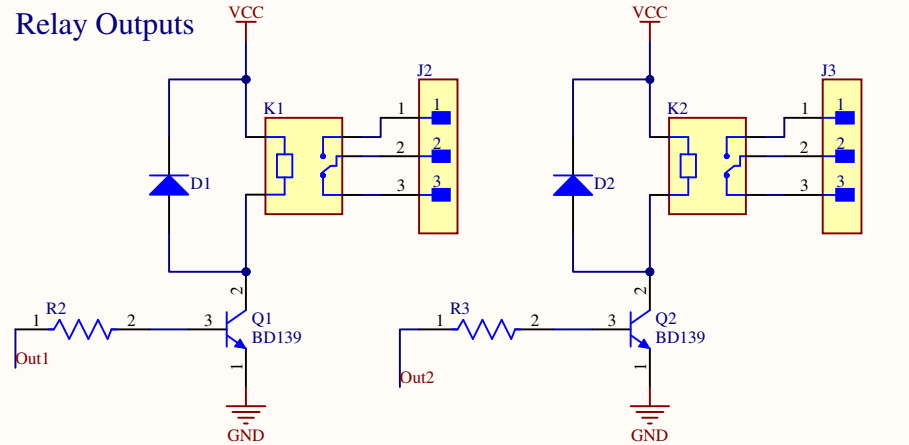 Relay Outputs
VCC
K1
J2
1
1
2
2
3
3
D1
R2
1
2
3
2
Q1
BD139
1
Out1
GND
VCC
K2
J3
1
1
2
2
3
3
D2
R3
1
2
3
2
Q2
BD139
1
Out2
GND